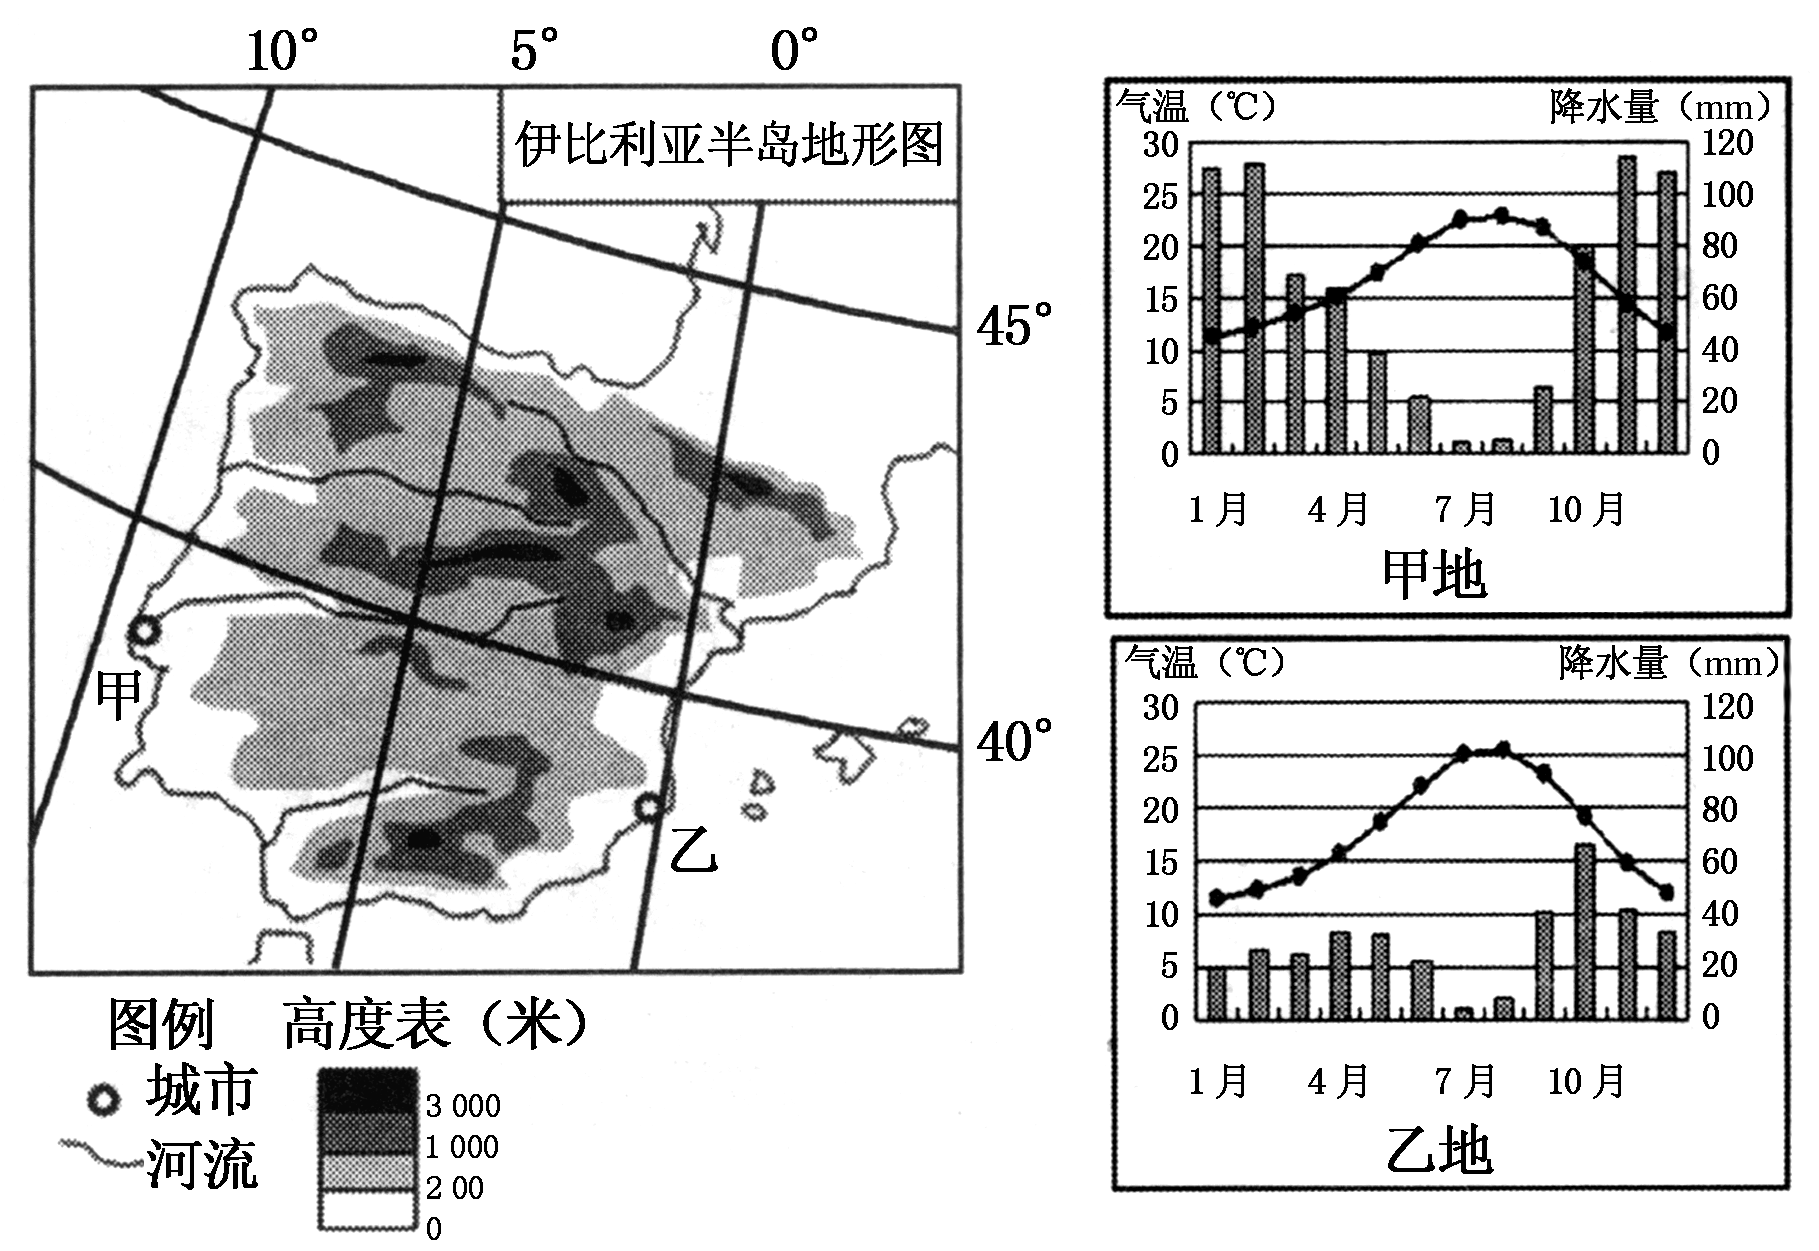 10° 5° 0°
伊比利亚半岛地形图
45°
40°
甲
乙
图例 高度表（米）
城市
河流
3 000
1 000
200
0
气温（℃） 降水量（mm）
30 120
25 100
20 80
15 60
10 40
5 20
0 0
1月 4月 7月 10月
甲地
气温（℃） 降水量（mm）
30 120
25 100
20 80
15 60
10 40
5 20
0 0
1月 4月 7月 10月
乙地